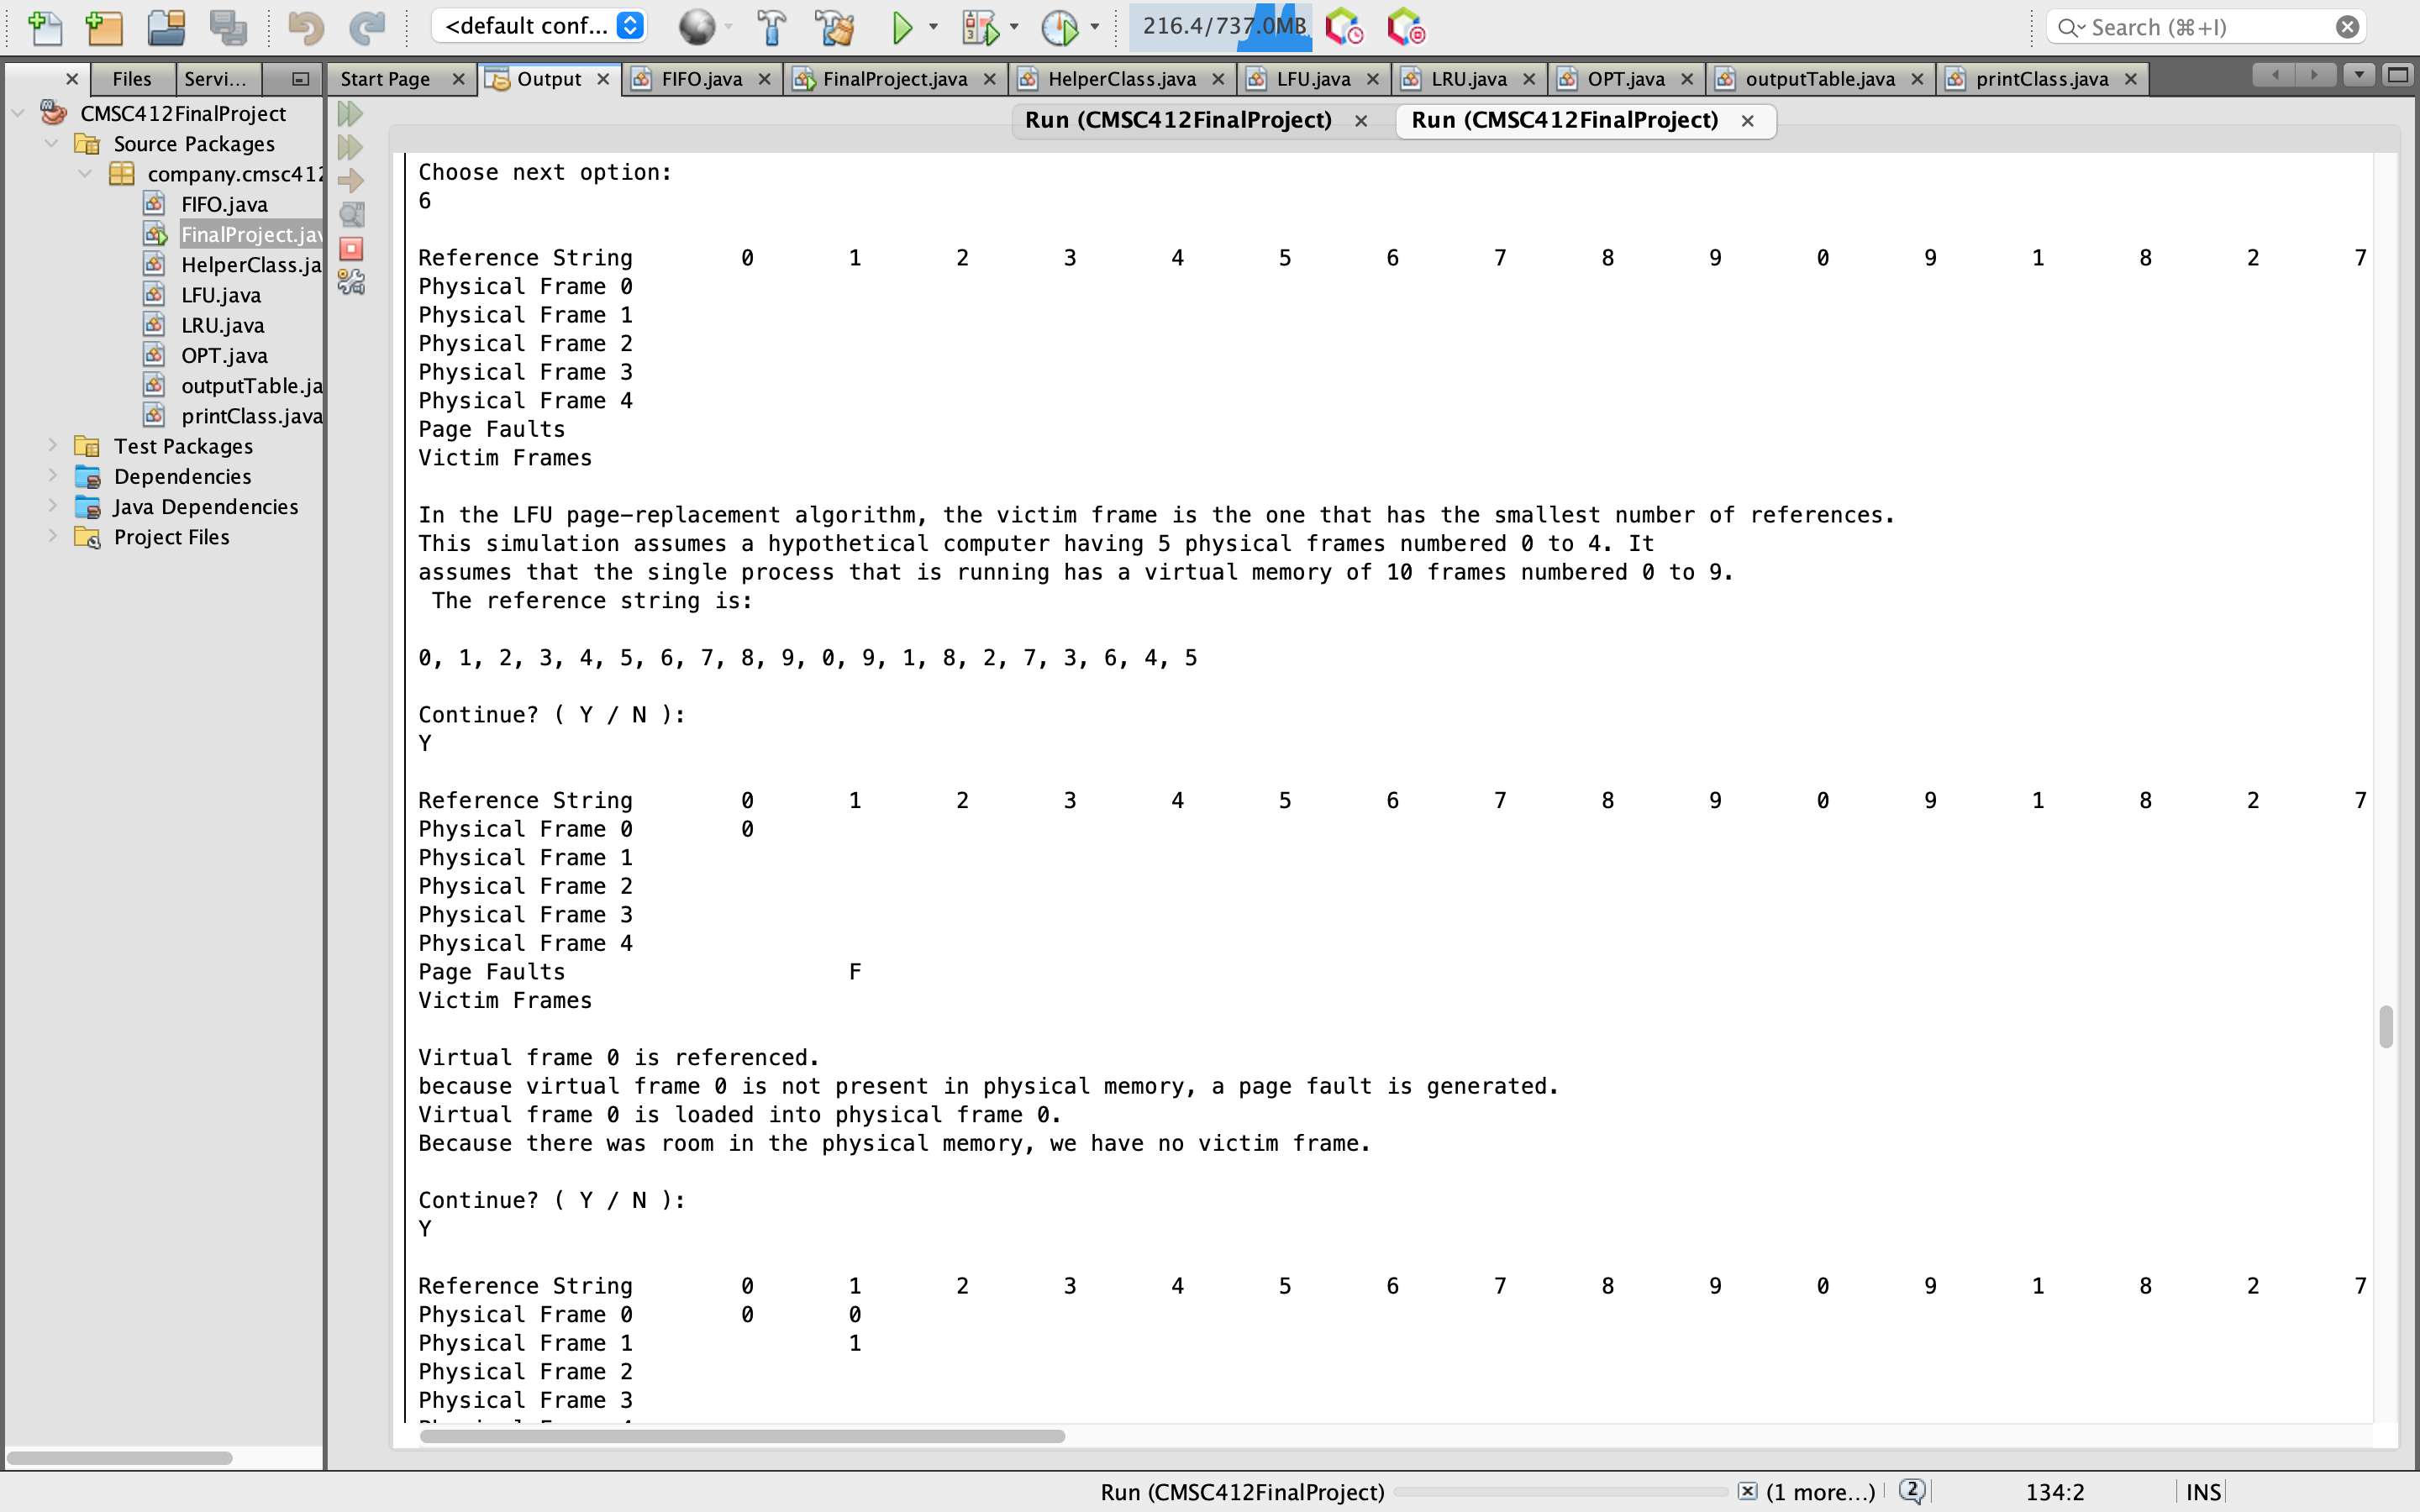 <default conf...
216.4/737.0MB
Search (⌘+I)
Files
Servi...
Start Page
Output
FIFO.java
FinalProject.java
HelperClass.java
LFU.java
LRU.java
OPT.java
outputTable.java
printClass.java
CMSC412FinalProject
Source Packages
company.cmsc412
FIFO.java
FinalProject.jav
HelperClass.ja
LFU.java
LRU.java
OPT.java
outputTable.ja
printClass.java
Test Packages
Dependencies
Java Dependencies
Project Files
Run (CMSC412FinalProject)
Run (CMSC412FinalProject)
Choose next option:
6
Reference String 0 1 2 3 4 5 6 7 8 9 0 9 1 8 2 7
Physical Frame 0
Physical Frame 1
Physical Frame 2
Physical Frame 3
Physical Frame 4
Page Faults
Victim Frames
In the LFU page-replacement algorithm, the victim frame is the one that has the smallest number of references.
This simulation assumes a hypothetical computer having 5 physical frames numbered 0 to 4. It
assumes that the single process that is running has a virtual memory of 10 frames numbered 0 to 9.
The reference string is:
0, 1, 2, 3, 4, 5, 6, 7, 8, 9, 0, 9, 1, 8, 2, 7, 3, 6, 4, 5
Continue? ( Y / N ):
Y
Reference String 0 1 2 3 4 5 6 7 8 9 0 9 1 8 2 7
Physical Frame 0 0
Physical Frame 1
Physical Frame 2
Physical Frame 3
Physical Frame 4
Page Faults F
Victim Frames
Virtual frame 0 is referenced.
because virtual frame 0 is not present in physical memory, a page fault is generated.
Virtual frame 0 is loaded into physical frame 0.
Because there was room in the physical memory, we have no victim frame.
Continue? ( Y / N ):
Y
Reference String 0 1 2 3 4 5 6 7 8 9 0 9 1 8 2 7
Physical Frame 0 0 0
Physical Frame 1 1
Physical Frame 2
Physical Frame 3
Run (CMSC412FinalProject)
(1 more...)
2
134:2
INS